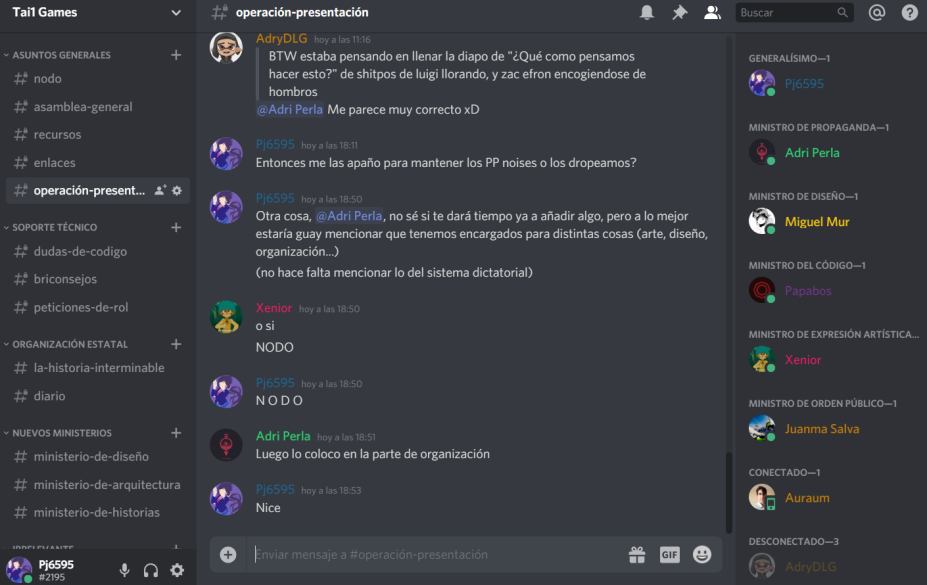 Tai1 Games
ASUNTOS GENERALES
nodo
asamblea-general
recursos
enlaces
operación-present...
SOPORTE TÉCNICO
dudas-de-codigo
briconsejos
peticiones-de-rol
ORGANIZACIÓN ESTATAL
la-historia-interminable
diario
NUEVOS MINISTERIOS
ministerio-de-diseño
ministerio-de-arquitectura
ministerio-de-historias
IRRELEVANTE
Pj6595
#2195
operación-presentación
Buscar
AdryDLG hoy a las 11:16
BTW estaba pensando en llenar la diapo de "¿Qué como pensamos
hacer esto?" de shitpos de luigi llorando, y zac efron encogiendose de
hombros
@Adri Perla Me parece muy correcto xD
Pj6595 hoy a las 18:11
Entonces me las apaño para mantener los PP noises o los dropeamos?
Pj6595 hoy a las 18:50
Otra cosa, @Adri Perla, no sé si te dará tiempo ya a añadir algo, pero a lo mejor
estaría guay mencionar que tenemos encargados para distintas cosas (arte, diseño,
organización...)
(no hace falta mencionar lo del sistema dictatorial)
Xenior hoy a las 18:50
o si
NODO
Pj6595 hoy a las 18:50
N O D O
Adri Perla hoy a las 18:51
Luego lo coloco en la parte de organización
Pj6595 hoy a las 18:53
Nice
Enviar mensaje a #operación-presentación
GIF
GENERALÍSIMO—1
Pj6595
MINISTRO DE PROPAGANDA—1
Adri Perla
MINISTRO DE DISEÑO—1
Miguel Mur
MINISTRO DEL CÓDIGO—1
Papabos
MINISTRO DE EXPRESIÓN ARTÍSTICA...
Xenior
MINISTRO DE ORDEN PÚBLICO—1
Juanma Salva
CONECTADO—1
Auraum
DESCONECTADO—3
AdryDLG